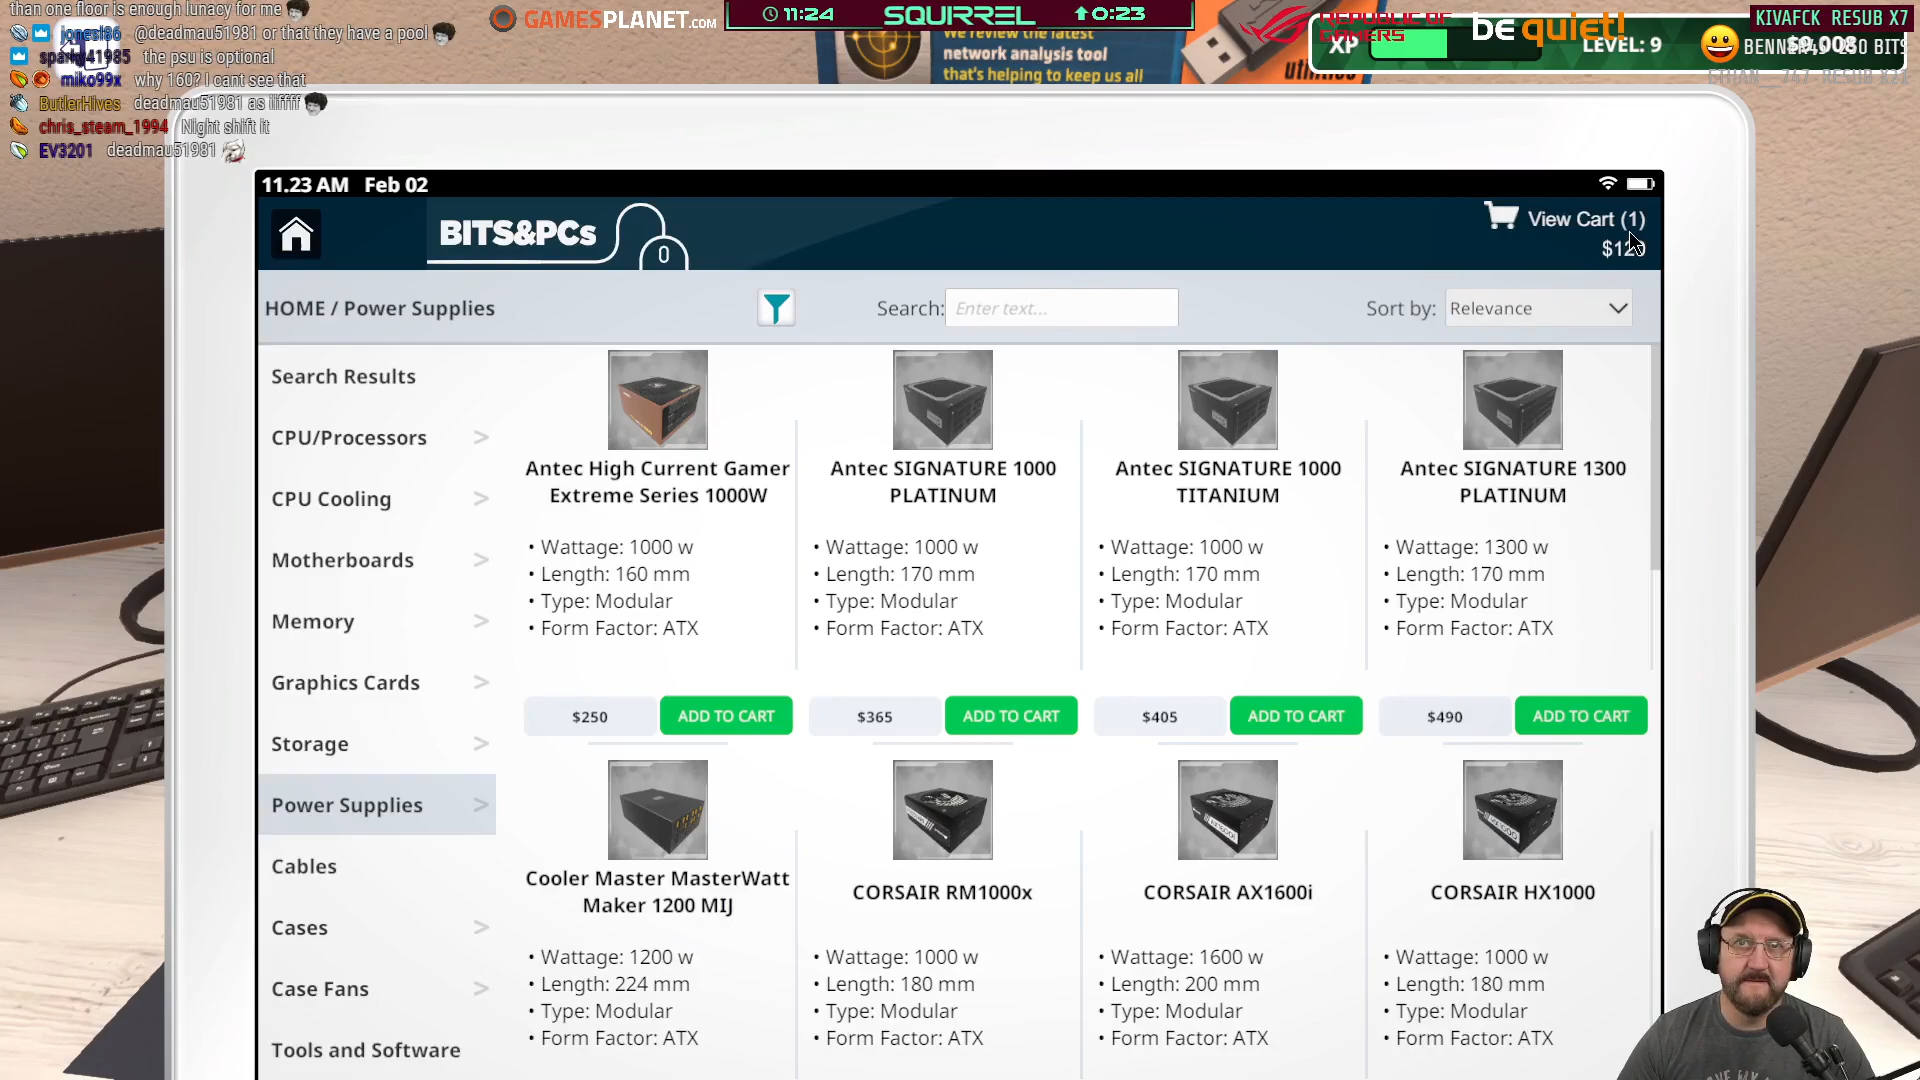 than one floor is enough lunacy for me
jonesl86 @deadmau51981 or that they have a pool
sparky41985 the psu is optional
miko99x why 160? I cant see that
ButlerHives deadmau51981 as iiiffff
chris_steam_1994 Night shift it
EV3201 deadmau51981
GAMESPLANET.COM
11:24 SQUIRREL 0:23
We review the latest
network analysis tool
that's helping to keep us all
utilities
REPUBLIC OF
GAMERS
be quiet!
XP
LEVEL: 9
KIVAFCK RESUB X7
11.23 AM Feb 02
BITS&PCs
View Cart (1)
HOME / Power Supplies
Search: Enter text...
Sort by: Relevance
Search Results
CPU/Processors >
CPU Cooling >
Motherboards >
Memory >
Graphics Cards >
Storage >
Power Supplies >
Cables
Cases >
Case Fans >
Tools and Software
Antec High Current Gamer
Extreme Series 1000W
• Wattage: 1000 w
• Length: 160 mm
• Type: Modular
• Form Factor: ATX
$250 ADD TO CART
Antec SIGNATURE 1000
PLATINUM
• Wattage: 1000 w
• Length: 170 mm
• Type: Modular
• Form Factor: ATX
$365 ADD TO CART
Antec SIGNATURE 1000
TITANIUM
• Wattage: 1000 w
• Length: 170 mm
• Type: Modular
• Form Factor: ATX
$405 ADD TO CART
Antec SIGNATURE 1300
PLATINUM
• Wattage: 1300 w
• Length: 170 mm
• Type: Modular
• Form Factor: ATX
$490 ADD TO CART
Cooler Master MasterWatt
Maker 1200 MIJ
• Wattage: 1200 w
• Length: 224 mm
• Type: Modular
• Form Factor: ATX
CORSAIR RM1000x
• Wattage: 1000 w
• Length: 180 mm
• Type: Modular
• Form Factor: ATX
CORSAIR AX1600i
• Wattage: 1600 w
• Length: 200 mm
• Type: Modular
• Form Factor: ATX
CORSAIR HX1000
• Wattage: 1000 w
• Length: 180 mm
• Type: Modular
• Form Factor: ATX